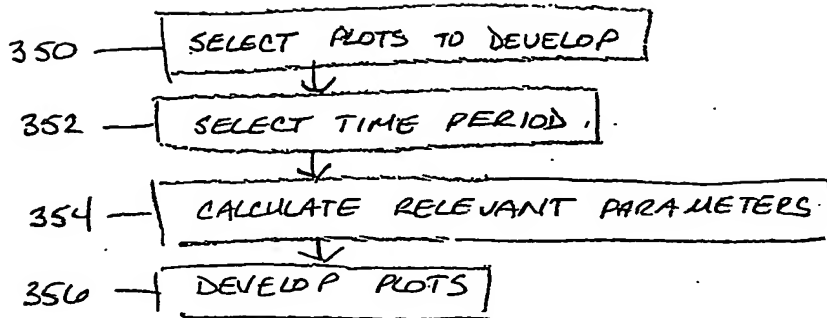 350 SELECT PLOTS TO DEVELOP
352 SELECT TIME PERIOD.
354 CALCULATE RELEVANT PARAMETERS
356 DEVELOP PLOTS